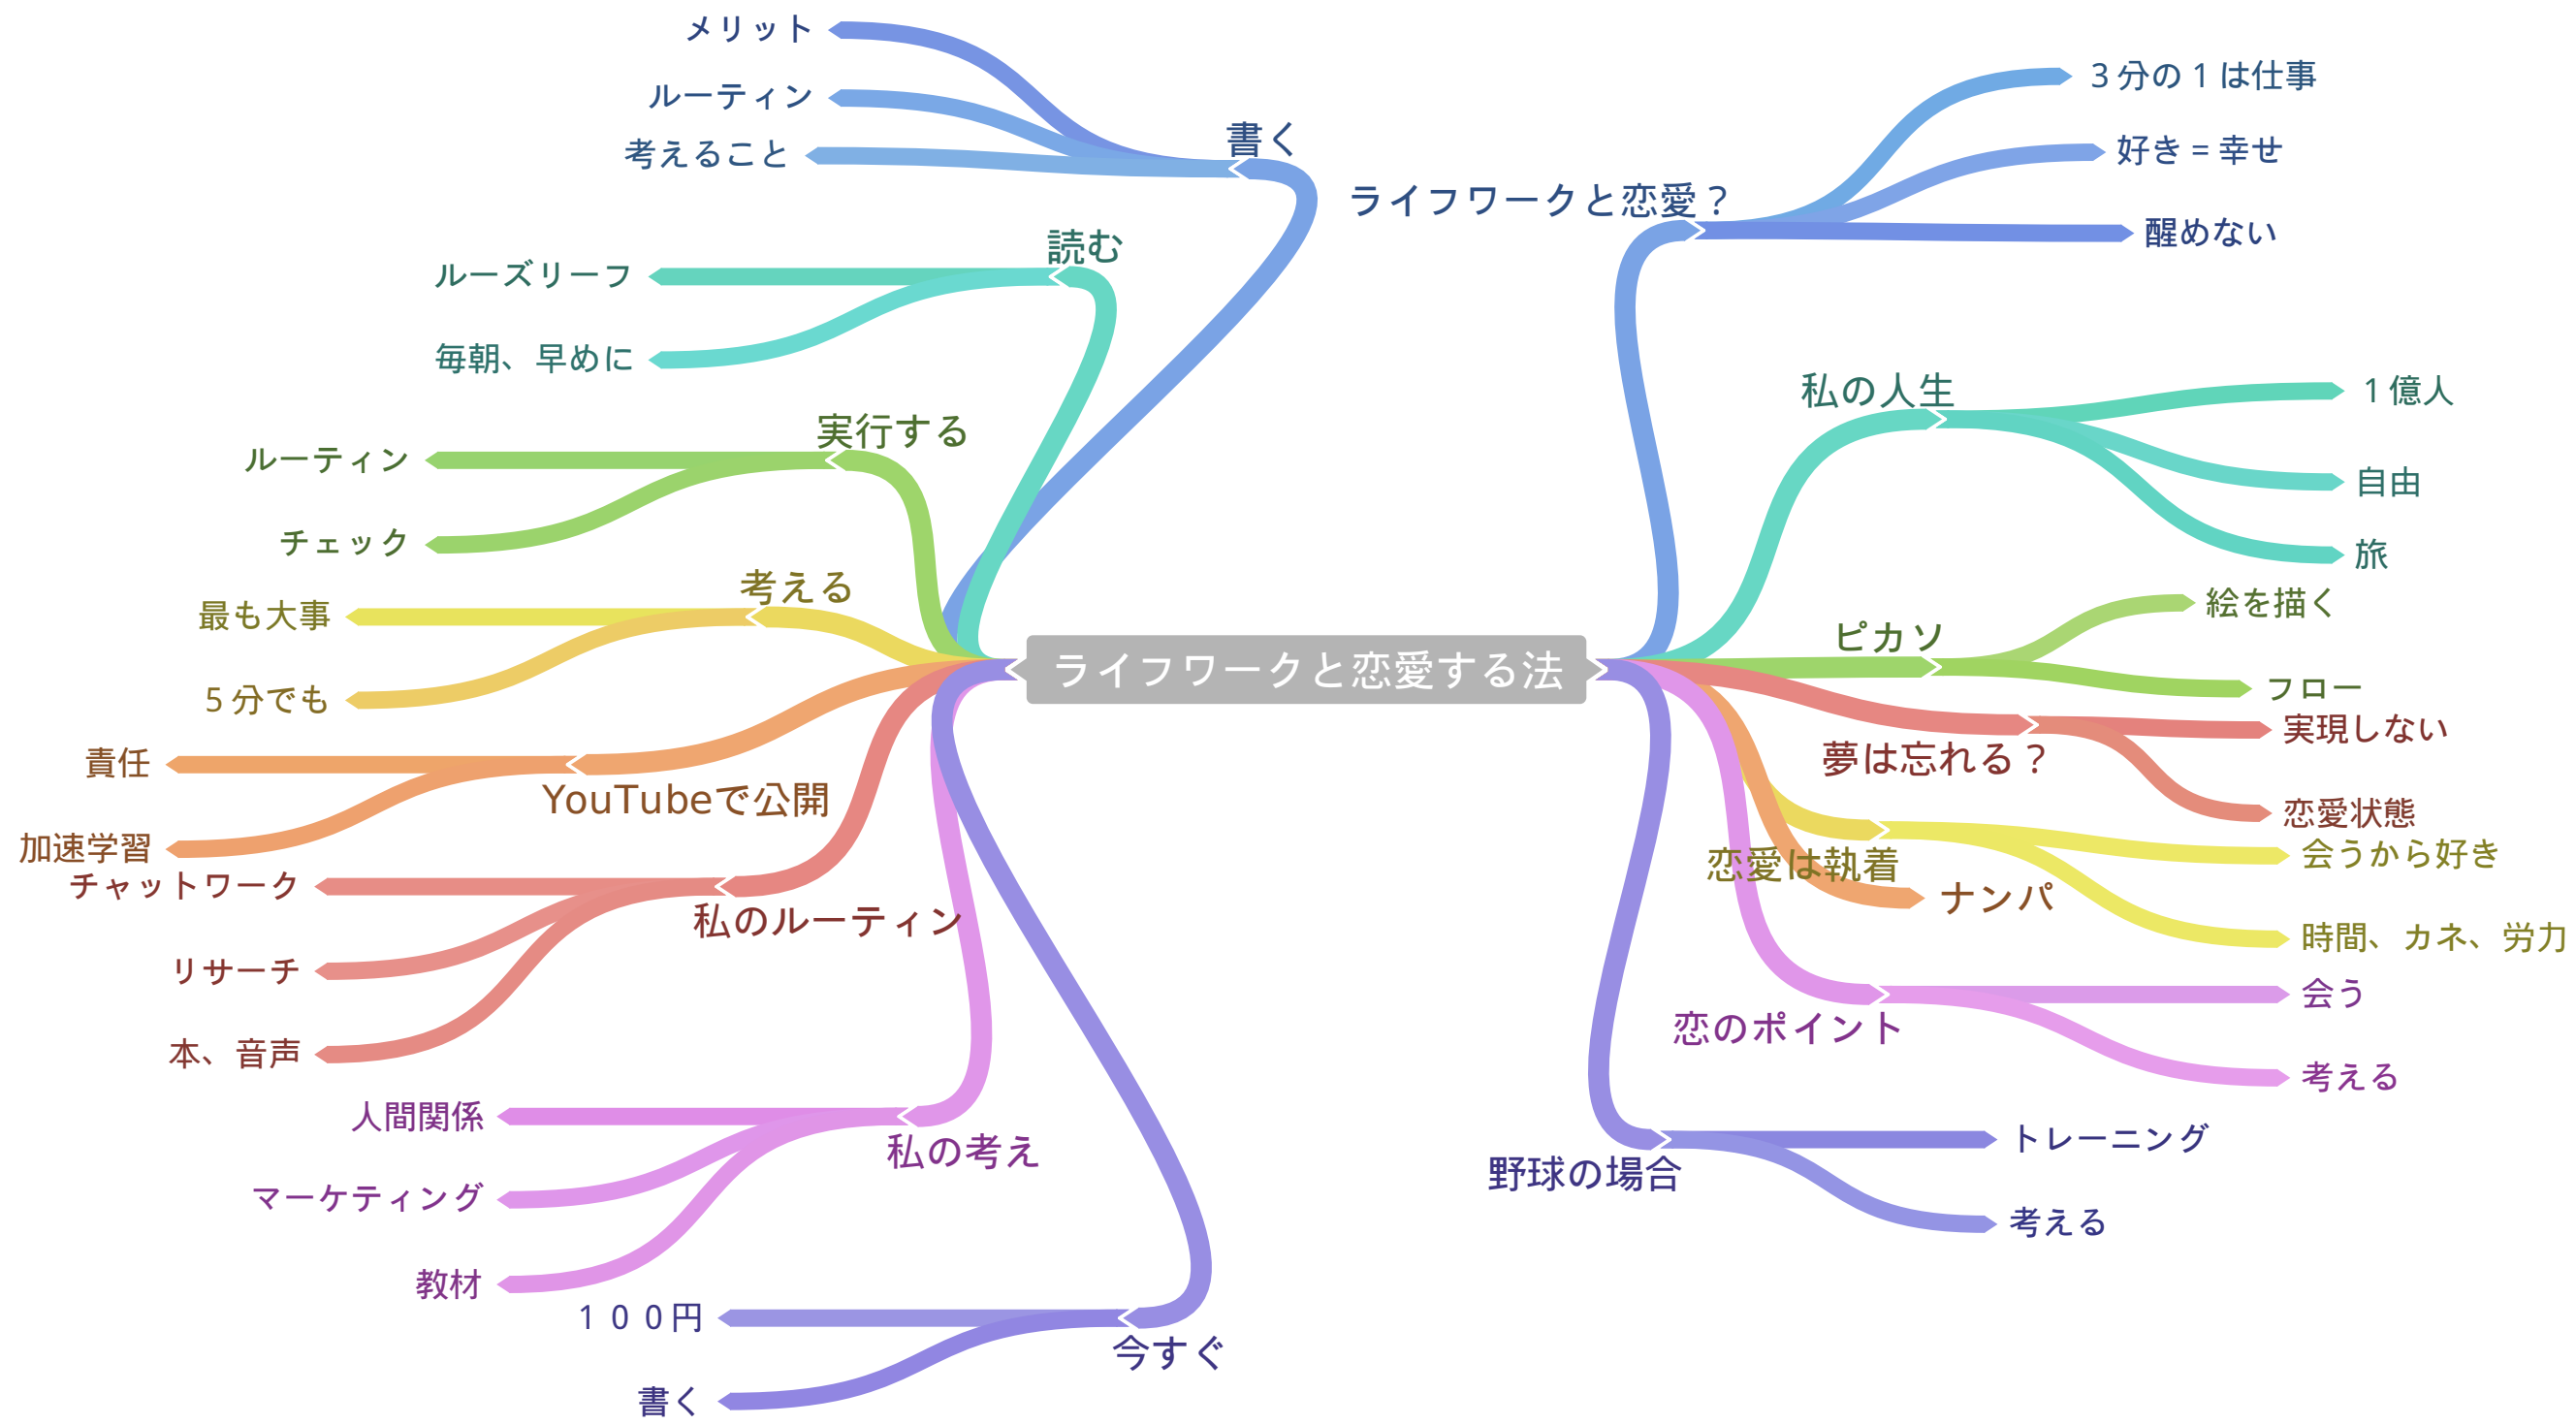 ライフワークと恋愛する法
ライフワークと恋愛？
３分の１は仕事
好き＝幸せ
醒めない
私の人生
１億人
自由
旅
ピカソ
絵を描く
フロー
夢は忘れる？
実現しない
恋愛状態
恋愛は執着
会うから好き
時間、カネ、労力
ナンパ
恋のポイント
会う
考える
野球の場合
トレーニング
考える
書く
メリット
ルーティン
考えること
読む
ルーズリーフ
毎朝、早めに
実行する
ルーティン
チェック
考える
最も大事
５分でも
YouTubeで公開
責任
加速学習
私のルーティン
チャットワーク
リサーチ
本、音声
私の考え
人間関係
マーケティング
教材
今すぐ
１００円
書く